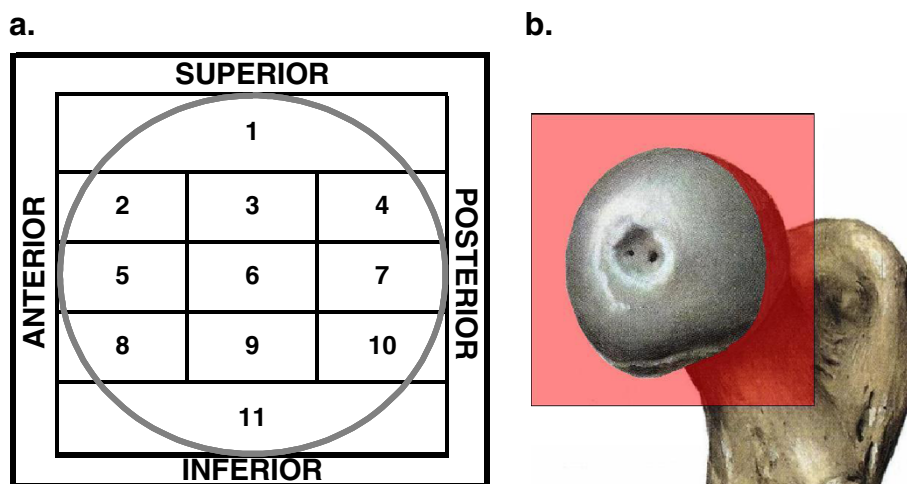 a.
b.
SUPERIOR
1
2 3 4
5 6 7
8 9 10
11
ANTERIOR
POSTERIOR
INFERIOR